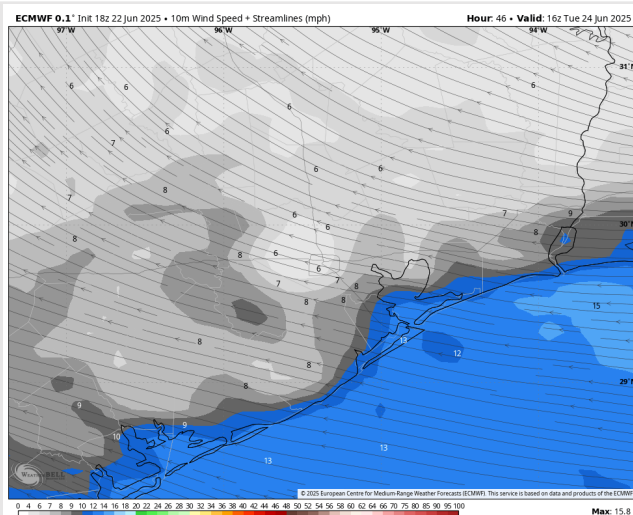 ECMWF 0.1° Init 18z 22 Jun 2025 • 10m Wind Speed + Streamlines (mph) Hour: 46 • Valid: 16z Tue 24 Jun 2025
97°W 96°W 95°W 94°W
31°N
6 6 6
6
6
7
6 6
8
7
6 7 9
30°N
6 8
8
8 6
6
7 7
8
8 8
15
13
8
12
8
29°N
8
9
9
10
13
13
WEATHERBELL
© 2025 European Centre for Medium-Range Weather Forecasts (ECMWF). This service is based on data and products of the ECMWF
0 4 6 7 8 9 10 12 14 16 18 20 22 24 26 28 30 32 34 36 38 40 42 44 46 48 50 52 54 56 58 60 62 64 66 68 70 75 80 85 90 95 100
Max: 15.8